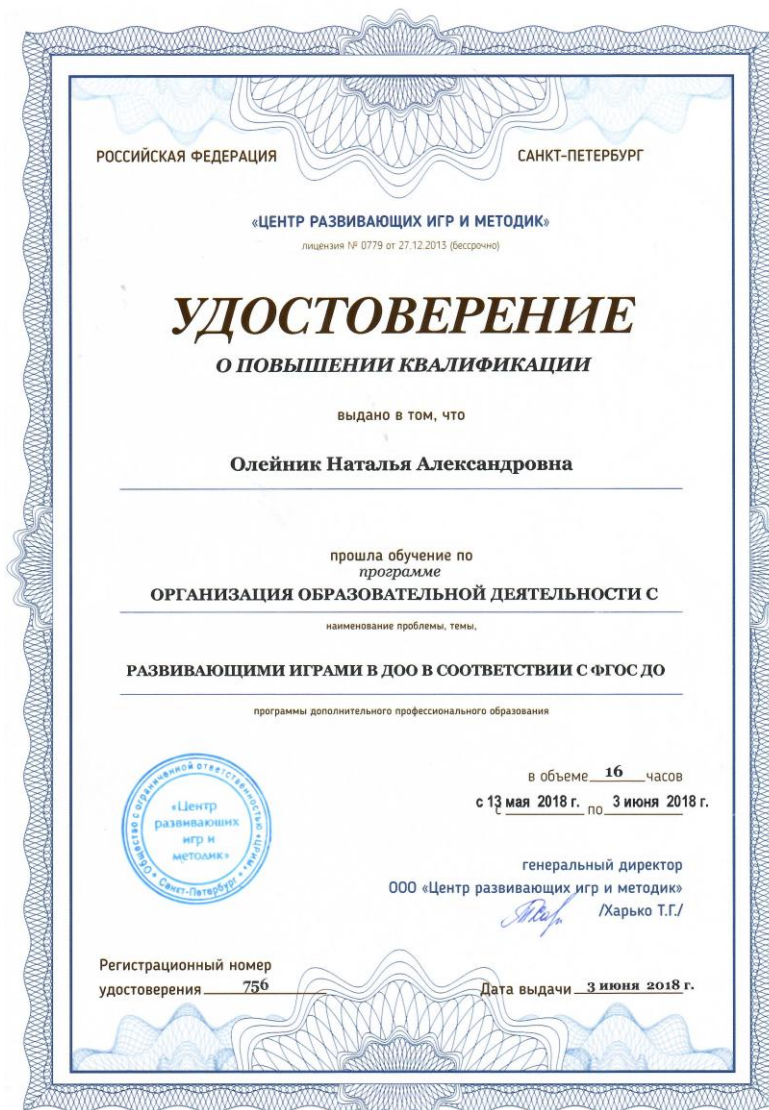 РОССИЙСКАЯ ФЕДЕРАЦИЯ САНКТ-ПЕТЕРБУРГ
«ЦЕНТР РАЗВИВАЮЩИХ ИГР И МЕТОДИК»
лицензия № 0779 от 27.12.2013 (бессрочно)
УДОСТОВЕРЕНИЕ
О ПОВЫШЕНИИ КВАЛИФИКАЦИИ
выдано в том, что
Олейник Наталья Александровна
прошла обучение по
программе
ОРГАНИЗАЦИЯ ОБРАЗОВАТЕЛЬНОЙ ДЕЯТЕЛЬНОСТИ С
наименование проблемы, темы,
РАЗВИВАЮЩИМИ ИГРАМИ В ДОО В СООТВЕТСТВИИ С ФГОС ДО
программы дополнительного профессионального образования
в объеме 16 часов
с 13 мая 2018 г. по 3 июня 2018 г.
Общество с ограниченной ответственностью «ЦРИМ»
Санкт-Петербург
«Центр
развивающих
игр и
методик»
генеральный директор
ООО «Центр развивающих игр и методик»
/Харько Т.Г./
Регистрационный номер
удостоверения 756
Дата выдачи 3 июня 2018 г.